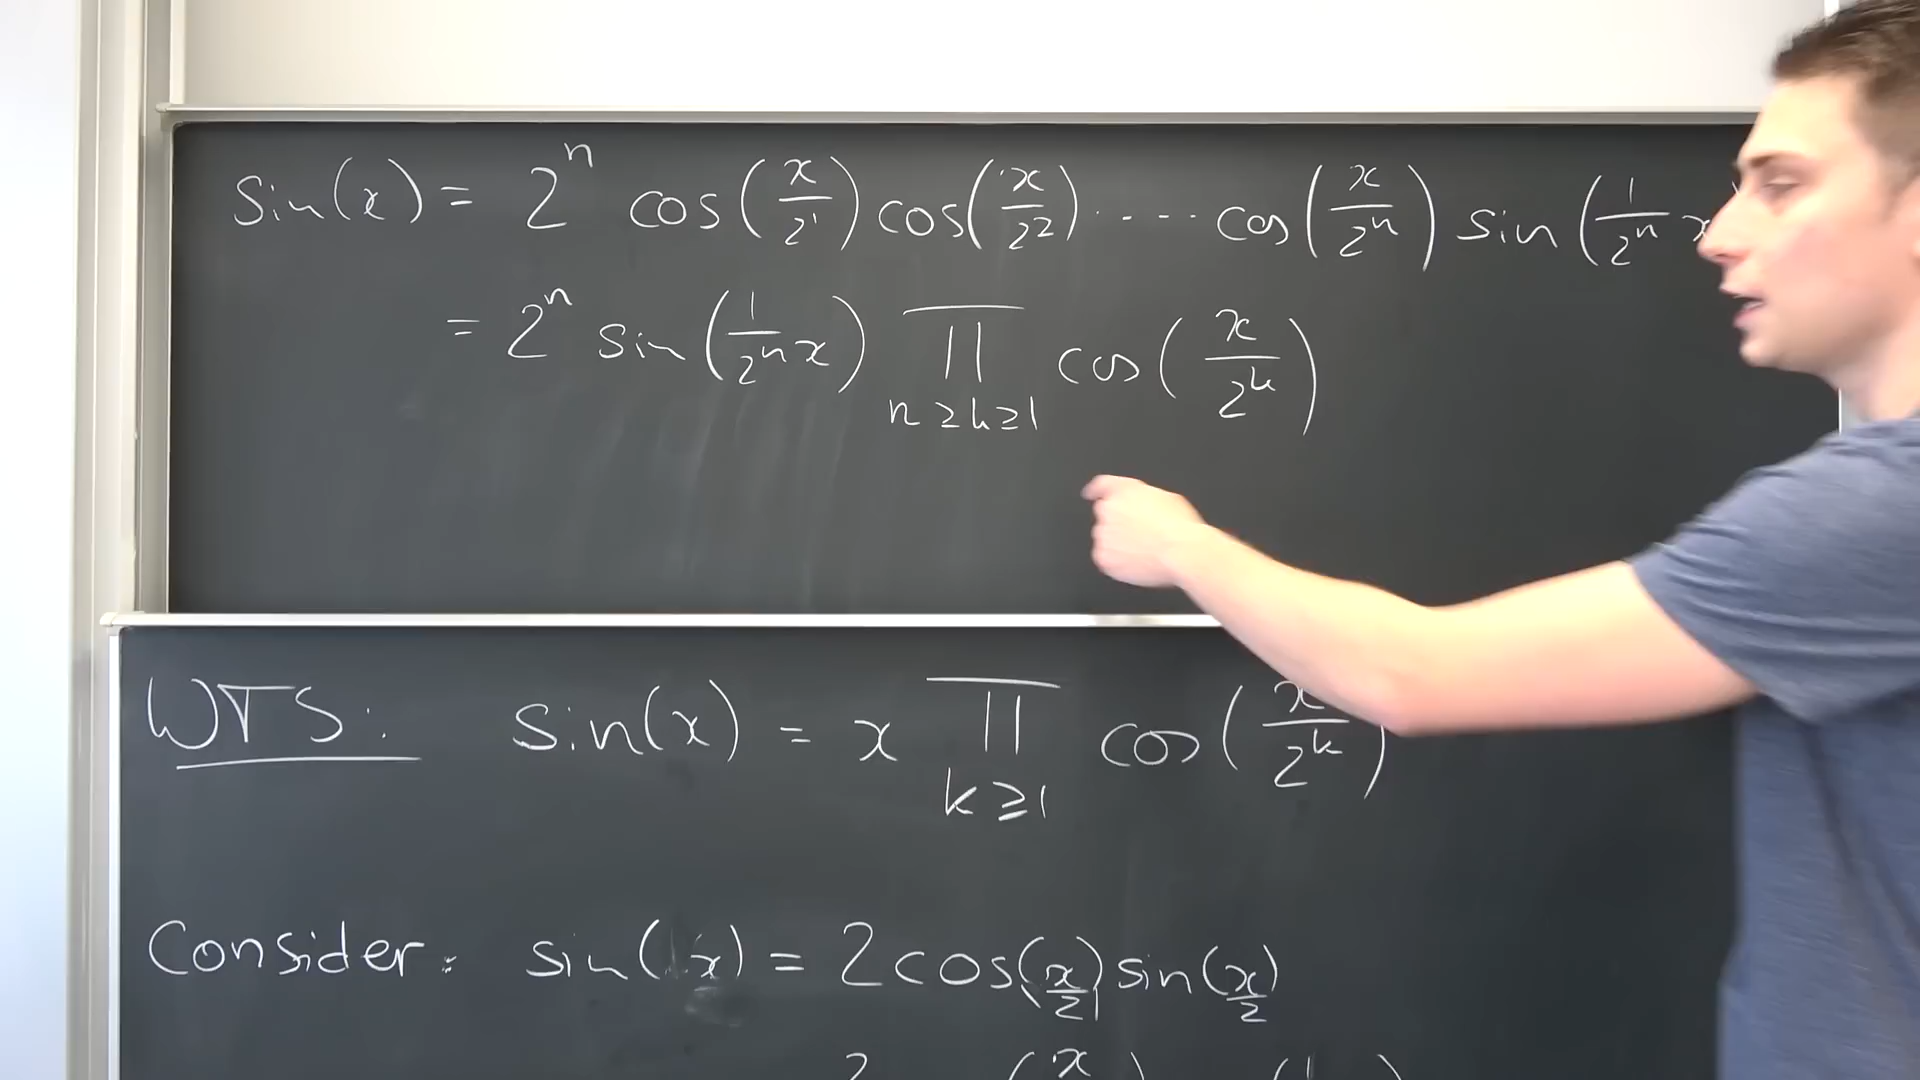 sin(x) = 2^n cos(x/2^1) cos(x/2^2) ---- cos(x/2^n) sin(1/2^n x
= 2^n sin(1/2^n x) ∏_{n≥k≥1} cos(x/2^k)
WTS: sin(x) = x ∏_{k≥1} cos(x/2^k)
Consider: sin(x) = 2cos(x/2) sin(x/2)